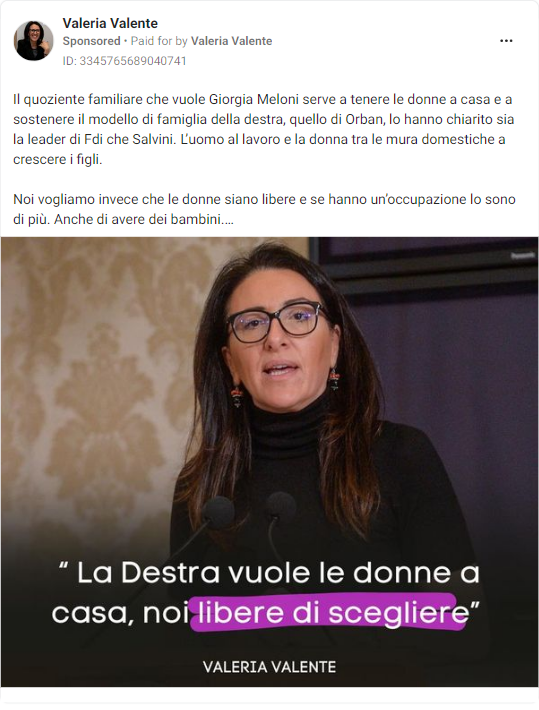 Valeria Valente
Sponsored • Paid for by Valeria Valente
ID: 3345765689040741
Il quoziente familiare che vuole Giorgia Meloni serve a tenere le donne a casa e a
sostenere il modello di famiglia della destra, quello di Orban, lo hanno chiarito sia
la leader di Fdi che Salvini. L’uomo al lavoro e la donna tra le mura domestiche a
crescere i figli.
Noi vogliamo invece che le donne siano libere e se hanno un’occupazione lo sono
di più. Anche di avere dei bambini.…
Panasonic
“ La Destra vuole le donne a
casa, noi libere di scegliere”
VALERIA VALENTE